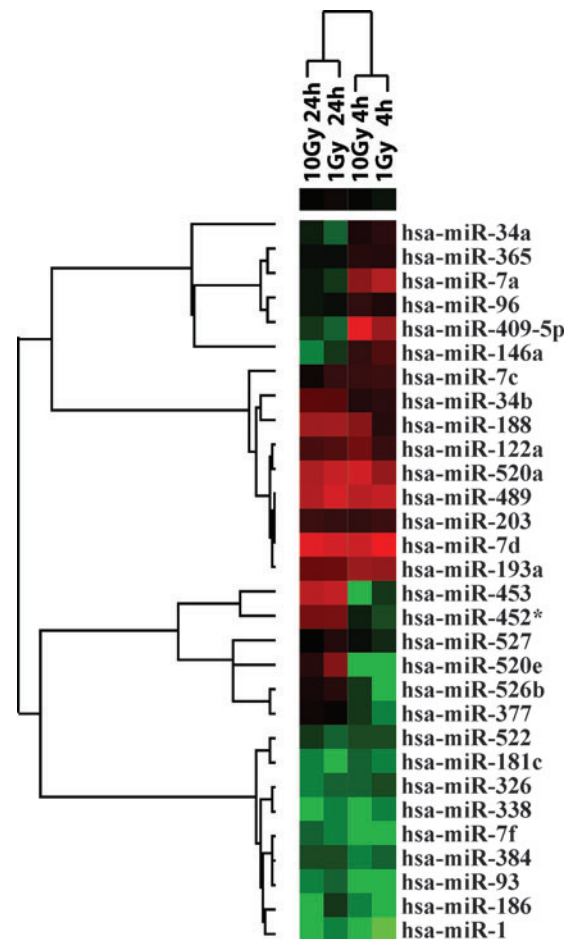 10Gy 24h
1Gy 24h
10Gy 4h
1Gy 4h
hsa-miR-34a
hsa-miR-365
hsa-miR-7a
hsa-miR-96
hsa-miR-409-5p
hsa-miR-146a
hsa-miR-7c
hsa-miR-34b
hsa-miR-188
hsa-miR-122a
hsa-miR-520a
hsa-miR-489
hsa-miR-203
hsa-miR-7d
hsa-miR-193a
hsa-miR-453
hsa-miR-452*
hsa-miR-527
hsa-miR-520e
hsa-miR-526b
hsa-miR-377
hsa-miR-522
hsa-miR-181c
hsa-miR-326
hsa-miR-338
hsa-miR-7f
hsa-miR-384
hsa-miR-93
hsa-miR-186
hsa-miR-1